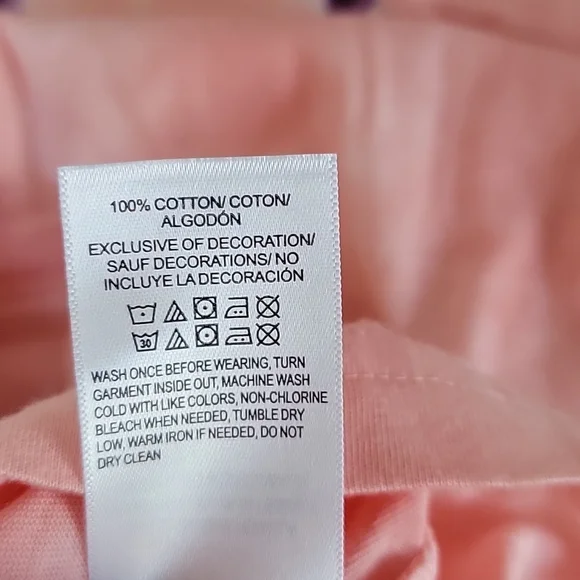 100% COTTON/ COTON/
ALGODÓN
EXCLUSIVE OF DECORATION/
SAUF DECORATIONS/ NO
INCLUYE LA DECORACIÓN
30
WASH ONCE BEFORE WEARING, TURN
GARMENT INSIDE OUT, MACHINE WASH
COLD WITH LIKE COLORS, NON-CHLORINE
BLEACH WHEN NEEDED, TUMBLE DRY
LOW, WARM IRON IF NEEDED, DO NOT
DRY CLEAN